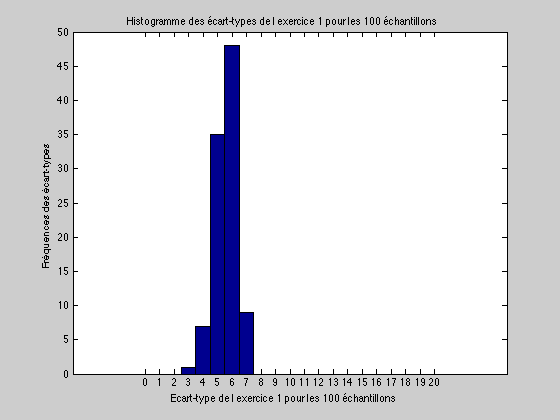 Histogramme des écart-types de l exercice 1 pour les 100 échantillons
Fréquences des écart-types
50
45
40
35
30
25
20
15
10
5
0
0 1 2 3 4 5 6 7 8 9 10 11 12 13 14 15 16 17 18 19 20
Ecart-type de l exercice 1 pour les 100 échantillons